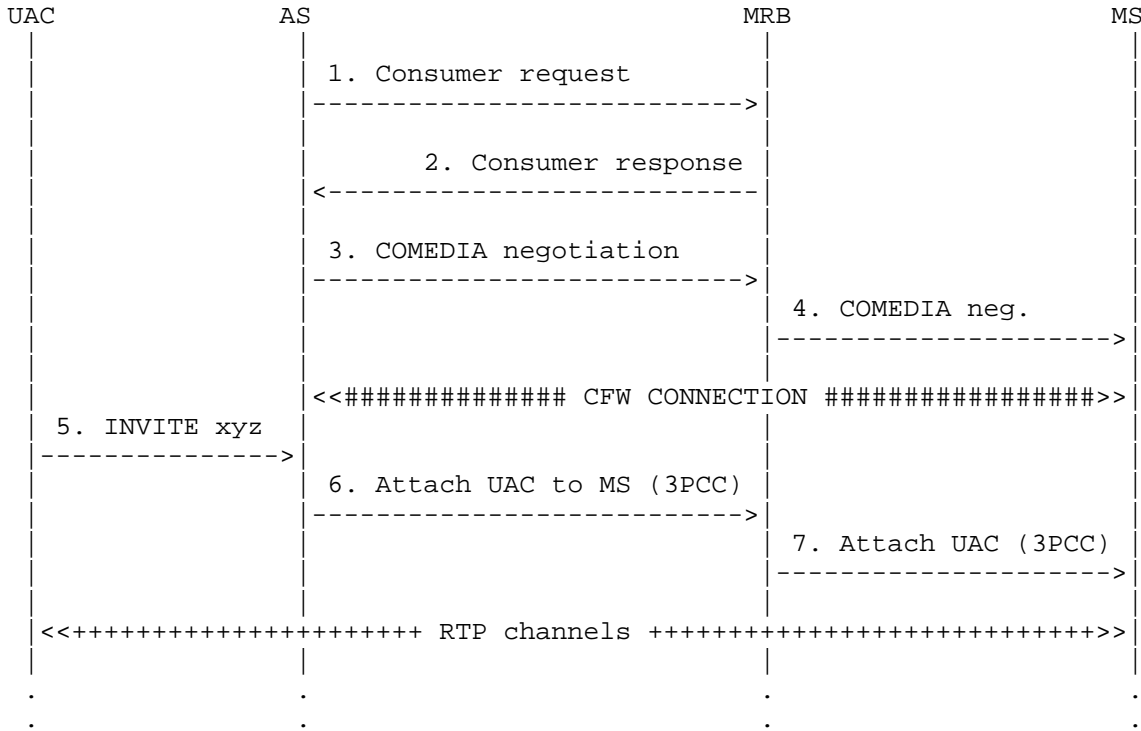 UAC AS MRB MS
1. Consumer request
2. Consumer response
3. COMEDIA negotiation
4. COMEDIA neg.
<<############## CFW CONNECTION #################>>
5. INVITE xyz
6. Attach UAC to MS (3PCC)
7. Attach UAC (3PCC)
<<++++++++++++++++++++++ RTP channels ++++++++++++++++++++++++++++>>